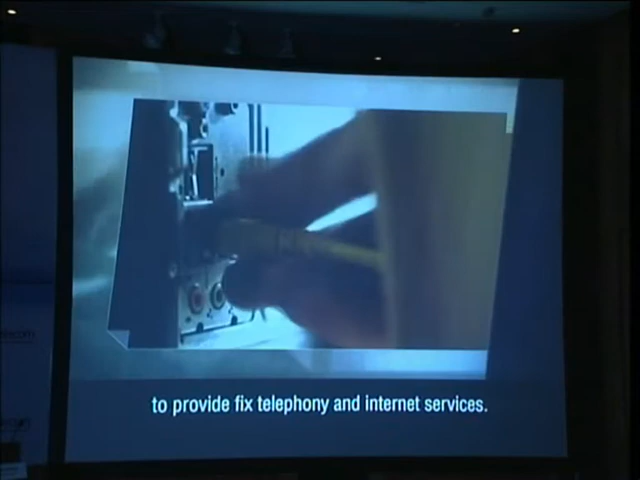 to provide fix telephony and internet services.